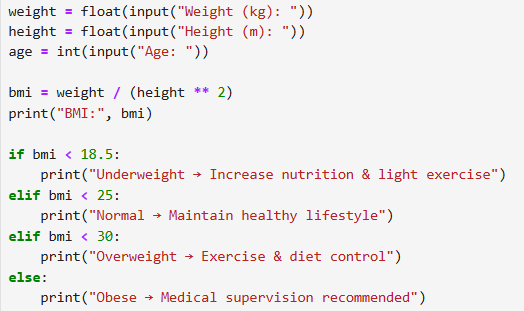 weight = float(input("Weight (kg): "))
height = float(input("Height (m): "))
age = int(input("Age: "))

bmi = weight / (height ** 2)
print("BMI:", bmi)

if bmi < 18.5:
    print("Underweight → Increase nutrition & light exercise")
elif bmi < 25:
    print("Normal → Maintain healthy lifestyle")
elif bmi < 30:
    print("Overweight → Exercise & diet control")
else:
    print("Obese → Medical supervision recommended")